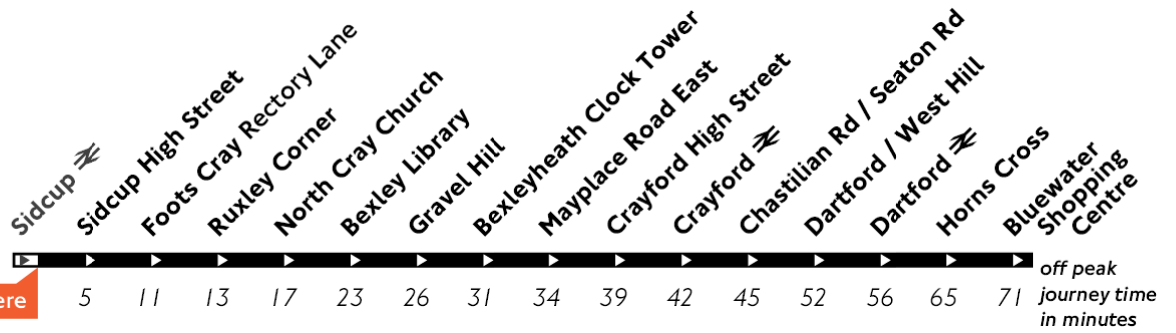 Sidcup
Sidcup High Street
Foots Cray Rectory Lane
Ruxley Corner
North Cray Church
Bexley Library
Gravel Hill
Bexleyheath Clock Tower
Mayplace Road East
Crayford High Street
Crayford
Chastilian Rd / Seaton Rd
Dartford / West Hill
Dartford
Horns Cross
Bluewater
Shopping
Centre
ere 5 11 13 17 23 26 31 34 39 42 45 52 56 65 71
off peak
journey time
in minutes